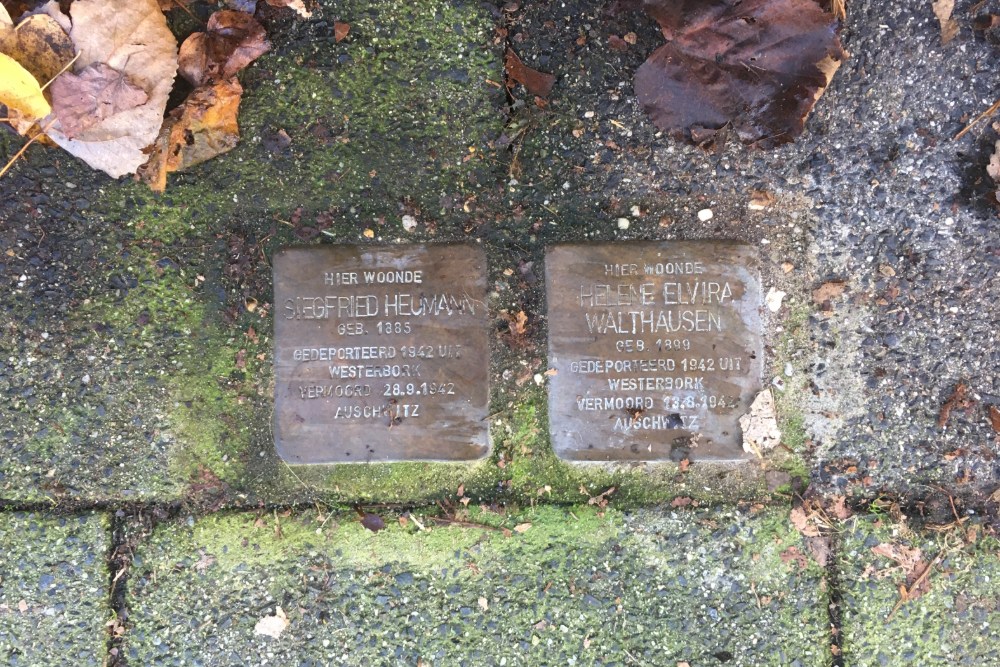 HIER WOONDE
SIEGFRIED HEUMANN
GEB. 1885
GEDEPORTEERD 1942 UIT
WESTERBORK
VERMOORD 28.9.1942
AUSCHWITZ
HIER WOONDE
HELENE ELVIRA
WALTHAUSEN
GEB. 1899
GEDEPORTEERD 1942 UIT
WESTERBORK
VERMOORD 13.8.1942
AUSCHWITZ